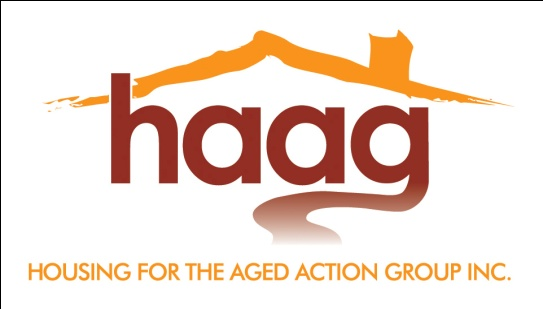 haag
HOUSING FOR THE AGED ACTION GROUP INC.